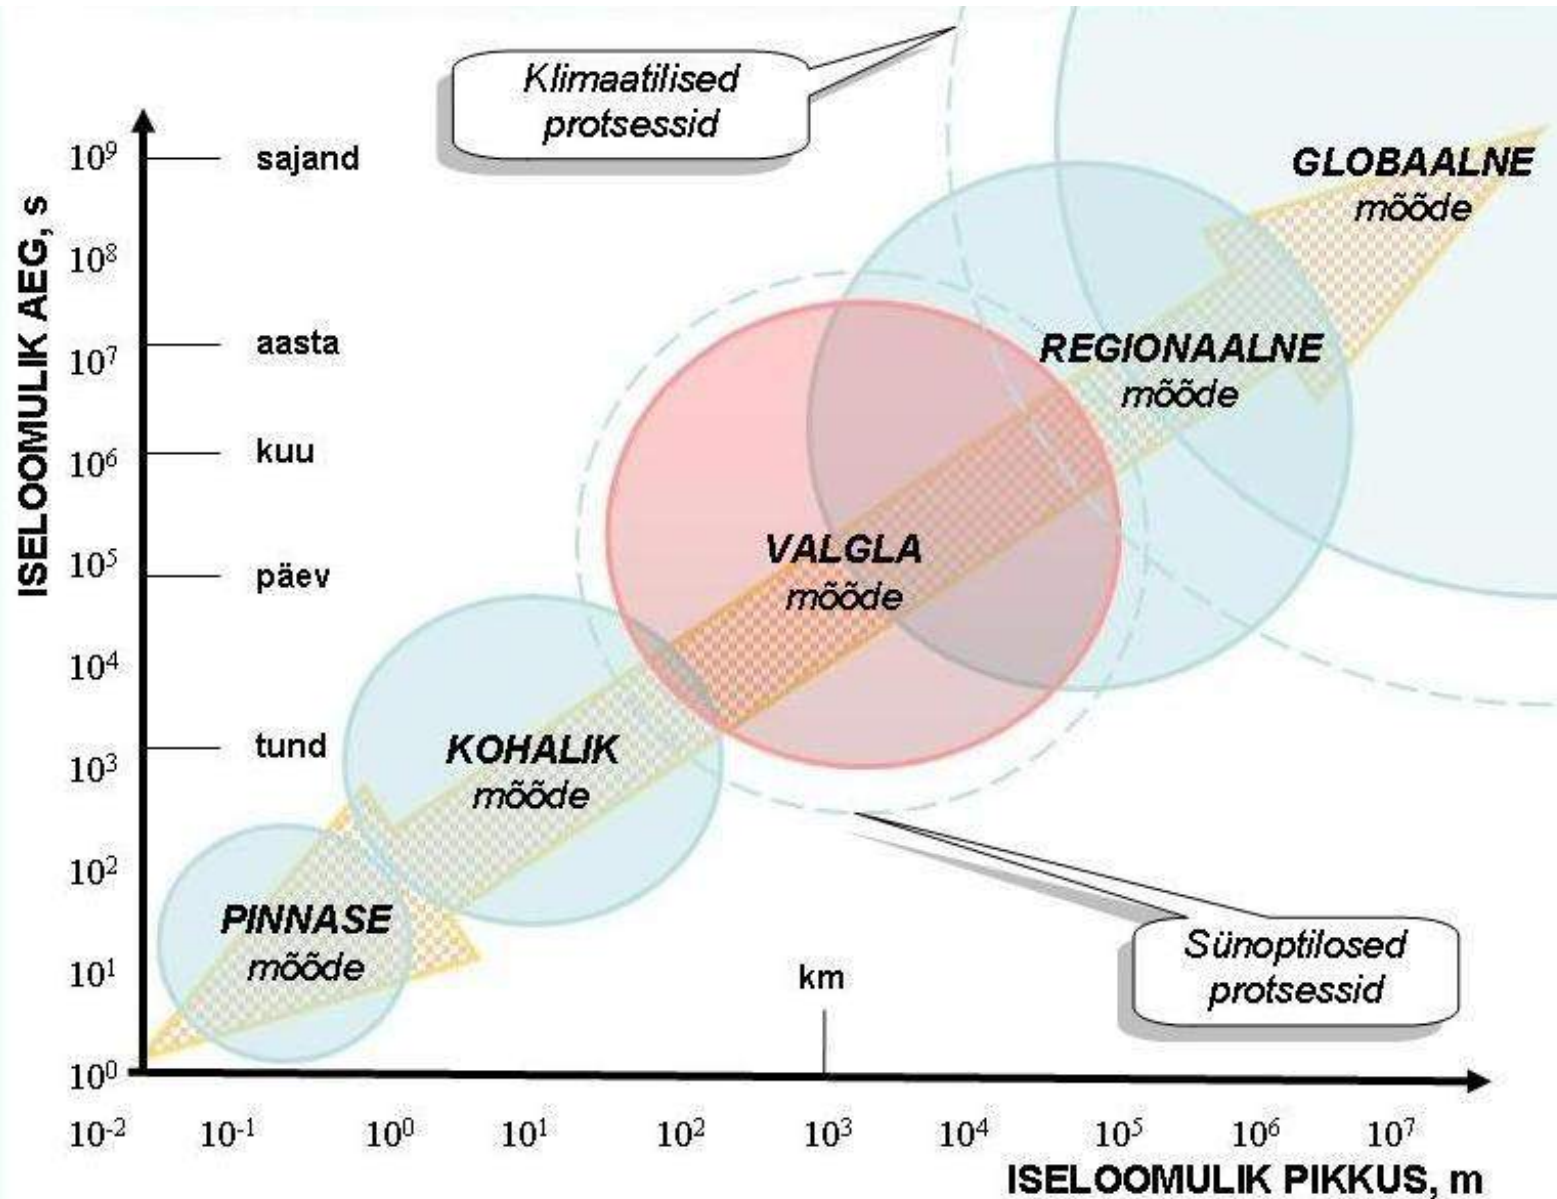 Klimaatilised
protsessid
ISELOOMULIK AEG, s
10⁹ sajand
10⁸
aasta
10⁷
kuu
10⁶
10⁵
päev
10⁴
tund
10³
10²
10¹
10⁰
GLOBAALNE
mõõde
REGIONAALNE
mõõde
VALGLA
mõõde
KOHALIK
mõõde
PINNASE
mõõde
km
Sünoptilosed
protsessid
10⁻² 10⁻¹ 10⁰ 10¹ 10² 10³ 10⁴ 10⁵ 10⁶ 10⁷
ISELOOMULIK PIKKUS, m